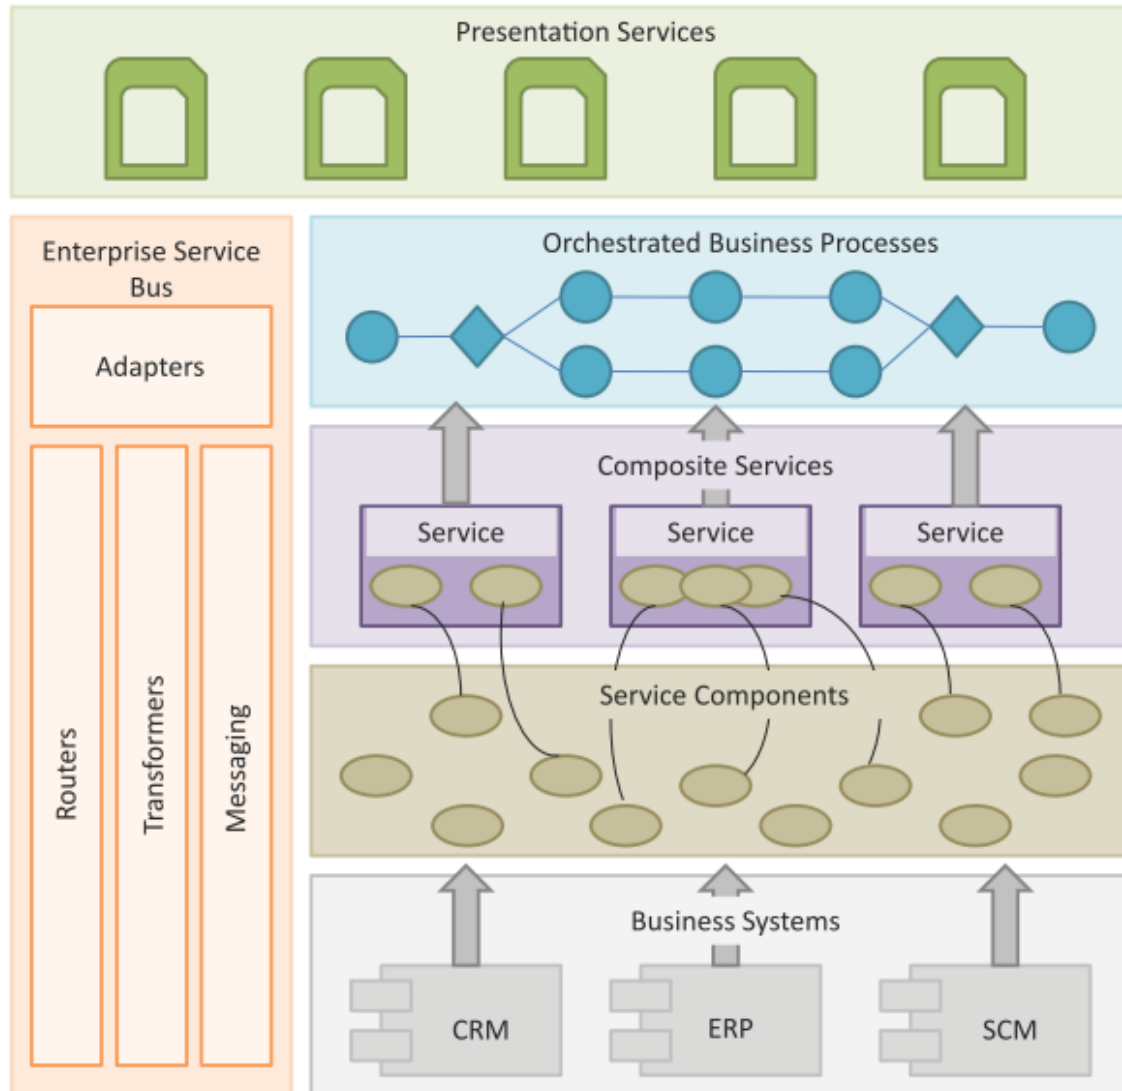 Presentation Services
Enterprise Service
Bus
Adapters
Routers
Transformers
Messaging
Orchestrated Business Processes
Composite Services
Service
Service
Service
Service Components
Business Systems
CRM
ERP
SCM